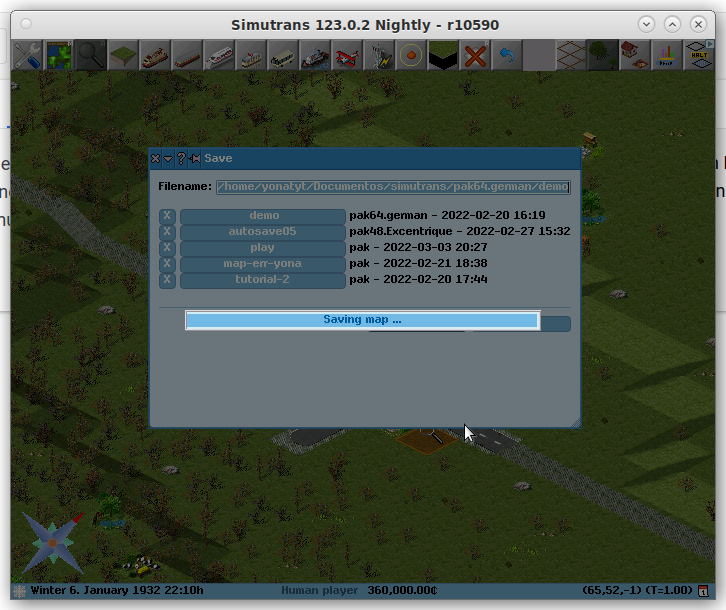 Simutrans 123.0.2 Nightly - r10590
HALT
? Save
Filename: /home/yonatyt/Documentos/simutrans/pak64.german/demo
X demo pak64.german - 2022-02-20 16:19
X autosave05 pak48.Excentrique - 2022-02-27 15:32
X play pak - 2022-03-03 20:27
X map-err-yona pak - 2022-02-21 18:38
X tutorial-2 pak - 2022-02-20 17:44
Saving map ...
Winter 6. January 1932 22:10h Human player 360,000.00¢ (65,52,-1) (T=1.00)